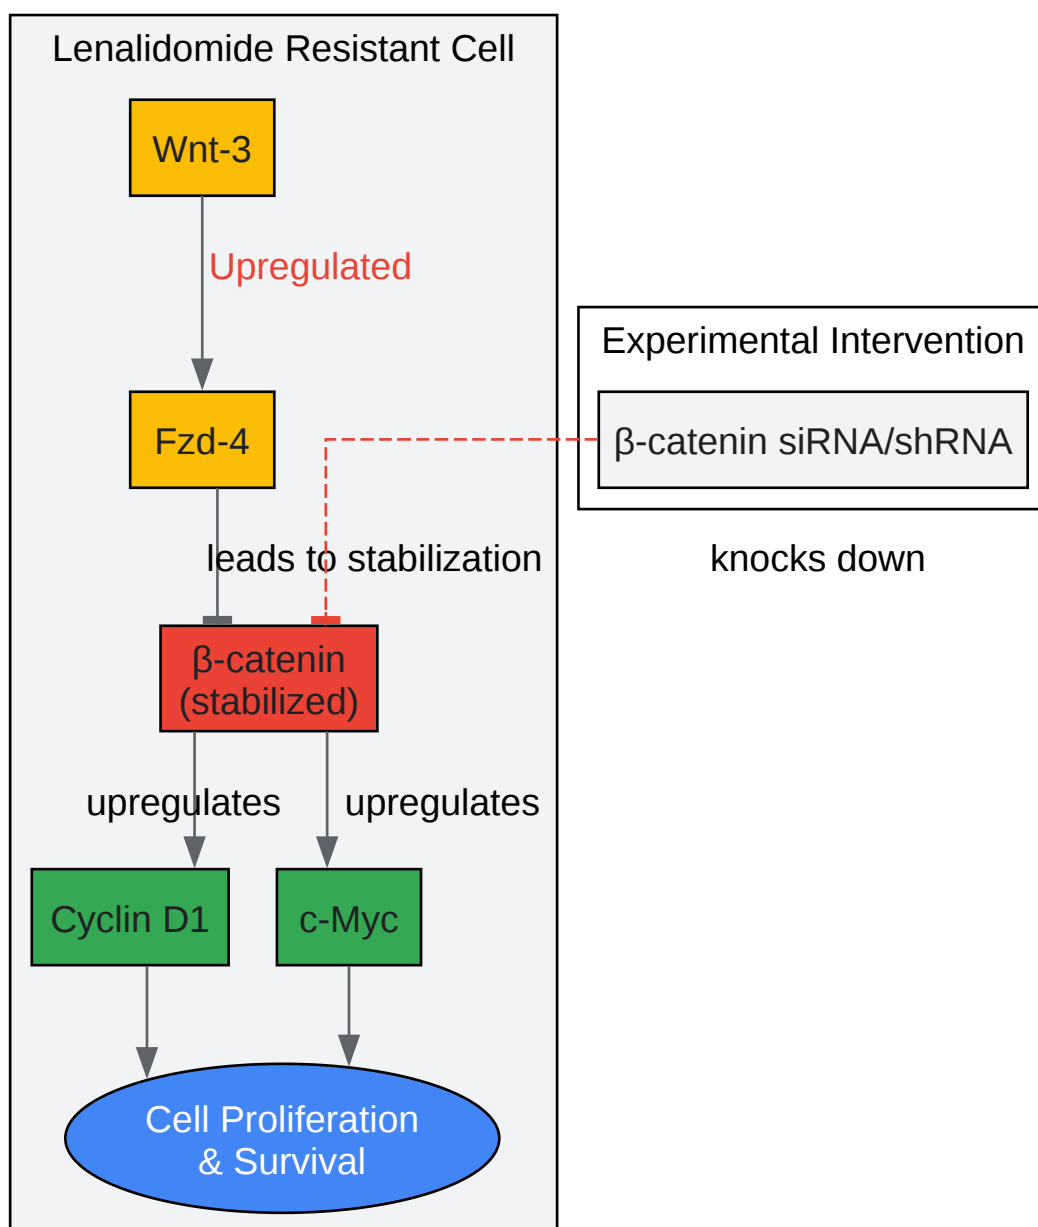 Lenalidomide Resistant Cell
Wnt-3
Upregulated
Experimental Intervention
Fzd-4
β-catenin siRNA/shRNA
leads to stabilization
knocks down
β-catenin
(stabilized)
upregulates
upregulates
Cyclin D1
c-Myc
Cell Proliferation
& Survival